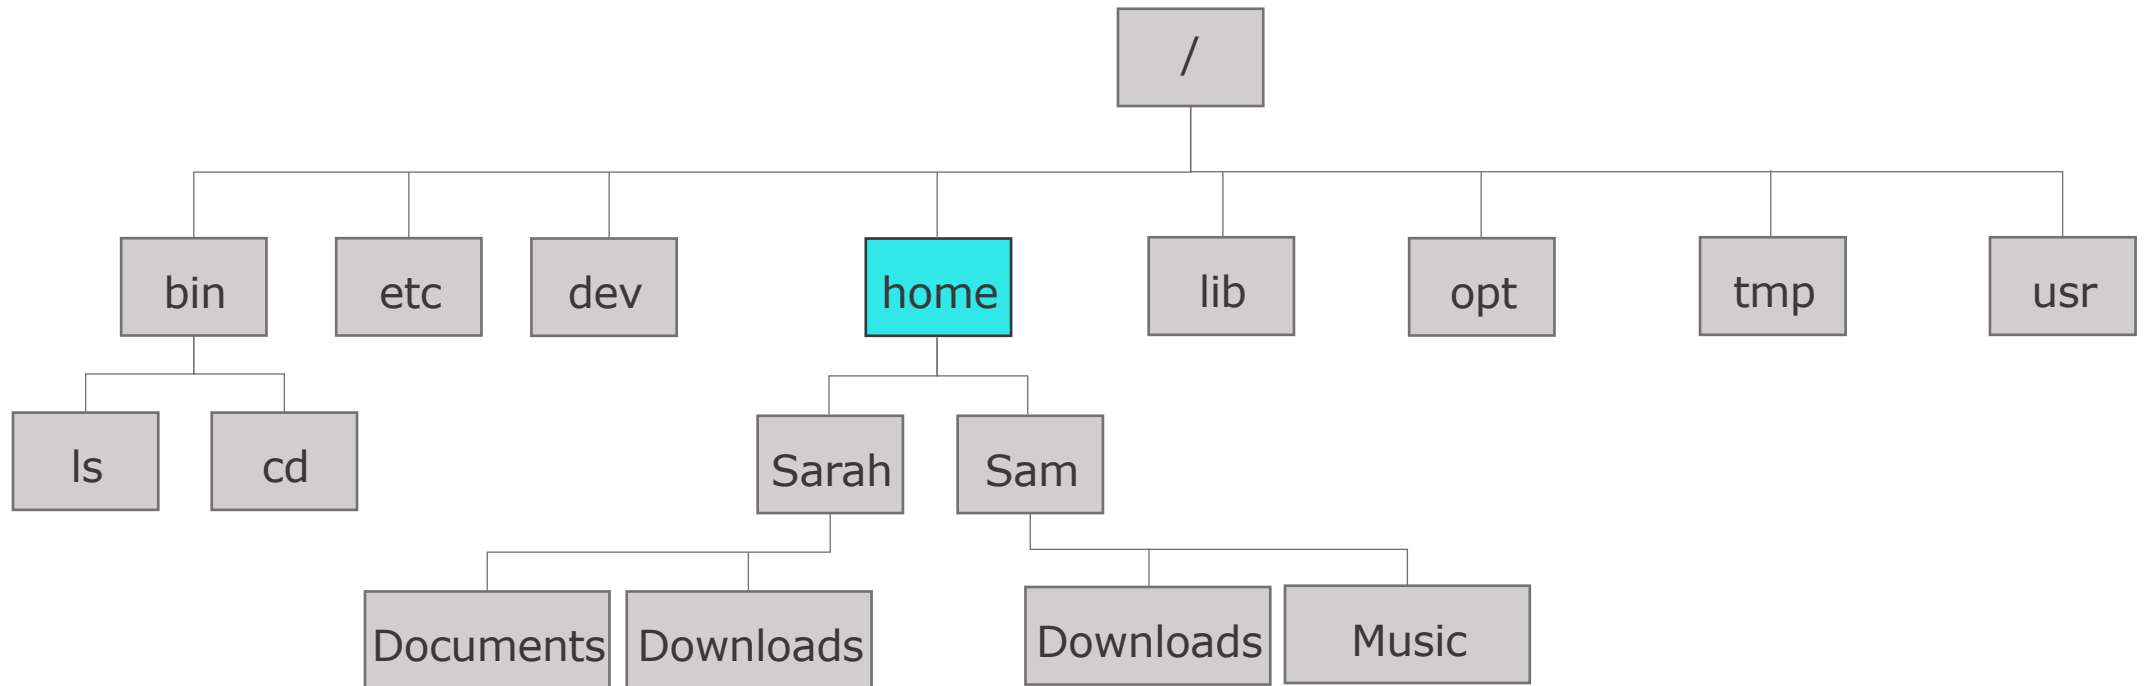 /
bin
etc
dev
home
lib
opt
tmp
usr
ls
cd
Sarah
Sam
Documents
Downloads
Downloads
Music